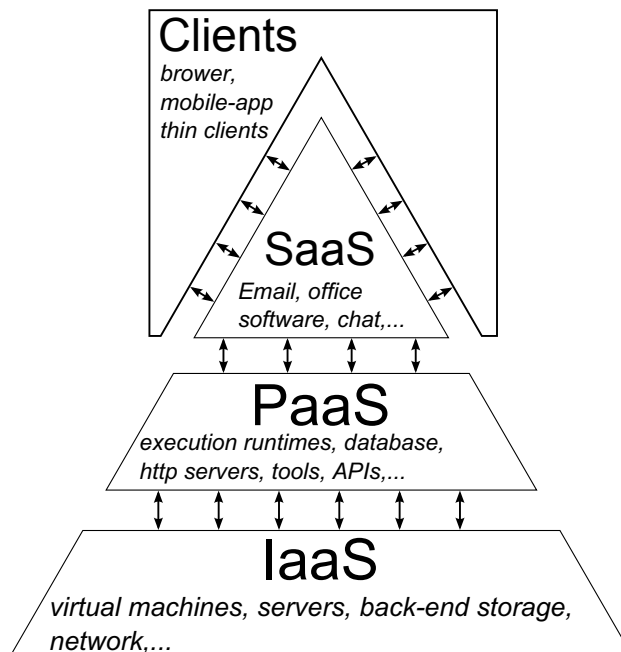 Clients
brower,
mobile-app
thin clients
SaaS
Email, office
software, chat,...
PaaS
execution runtimes, database,
http servers, tools, APIs,...
IaaS
virtual machines, servers, back-end storage,
network,...